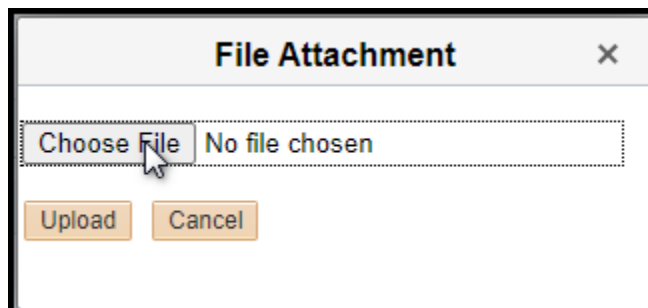 File Attachment ×
Choose File No file chosen
Upload Cancel